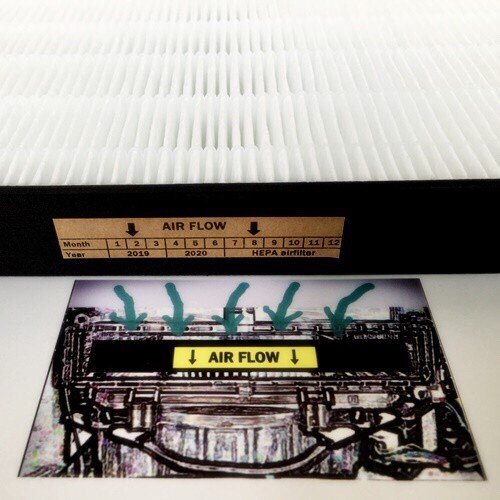 AIR FLOW
Month 1 2 3 4 5 6 7 8 9 10 11 12
Year 2019 2020 HEPA airfilter
↓ AIR FLOW ↓